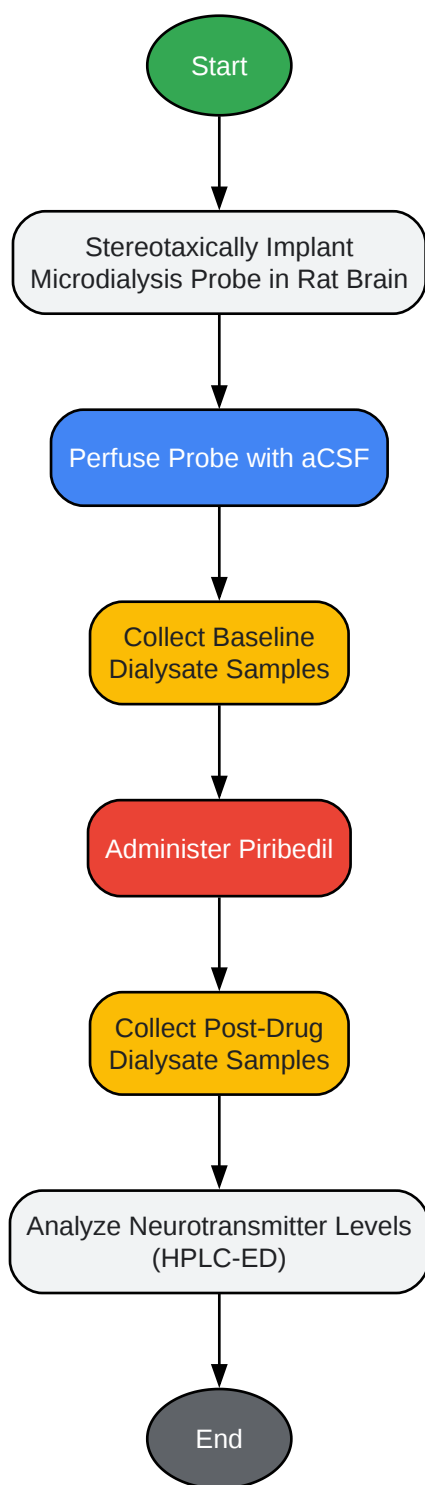 Start
Stereotaxically Implant
Microdialysis Probe in Rat Brain
Perfuse Probe with aCSF
Collect Baseline
Dialysate Samples
Administer Piribedil
Collect Post-Drug
Dialysate Samples
Analyze Neurotransmitter Levels
(HPLC-ED)
End